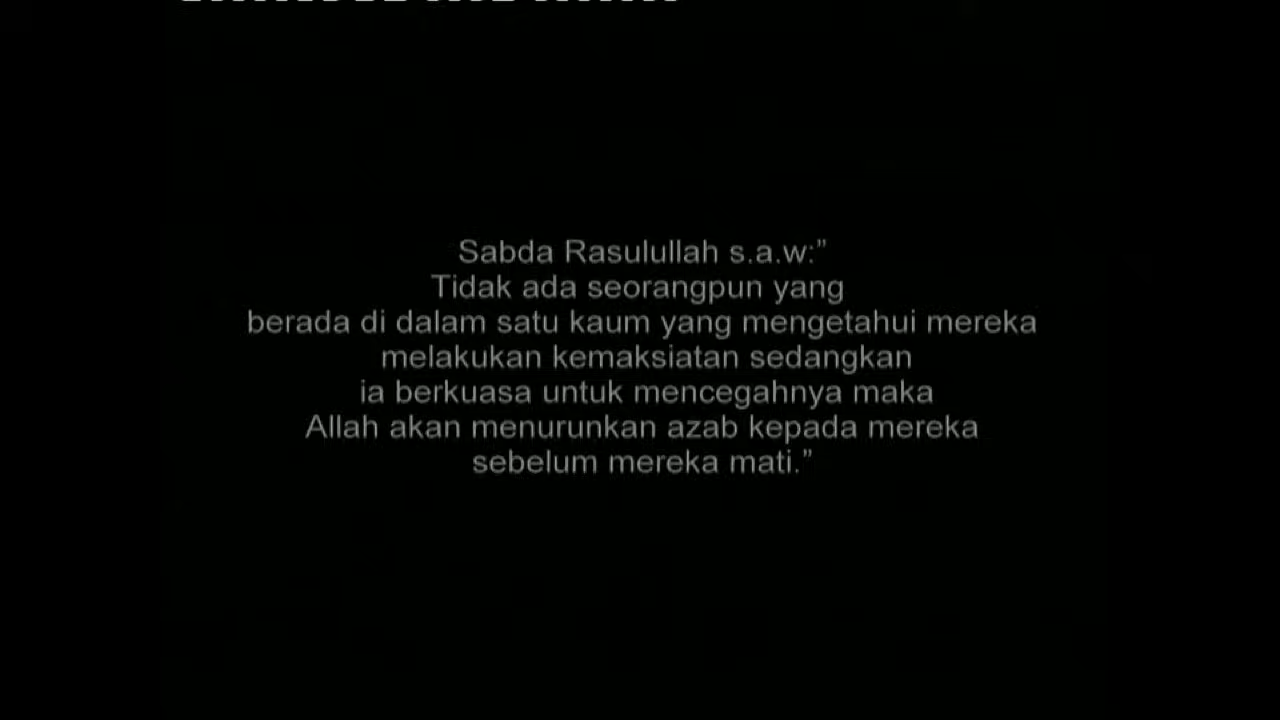 Sabda Rasulullah s.a.w:”
Tidak ada seorangpun yang
berada di dalam satu kaum yang mengetahui mereka
melakukan kemaksiatan sedangkan
ia berkuasa untuk mencegahnya maka
Allah akan menurunkan azab kepada mereka
sebelum mereka mati.”